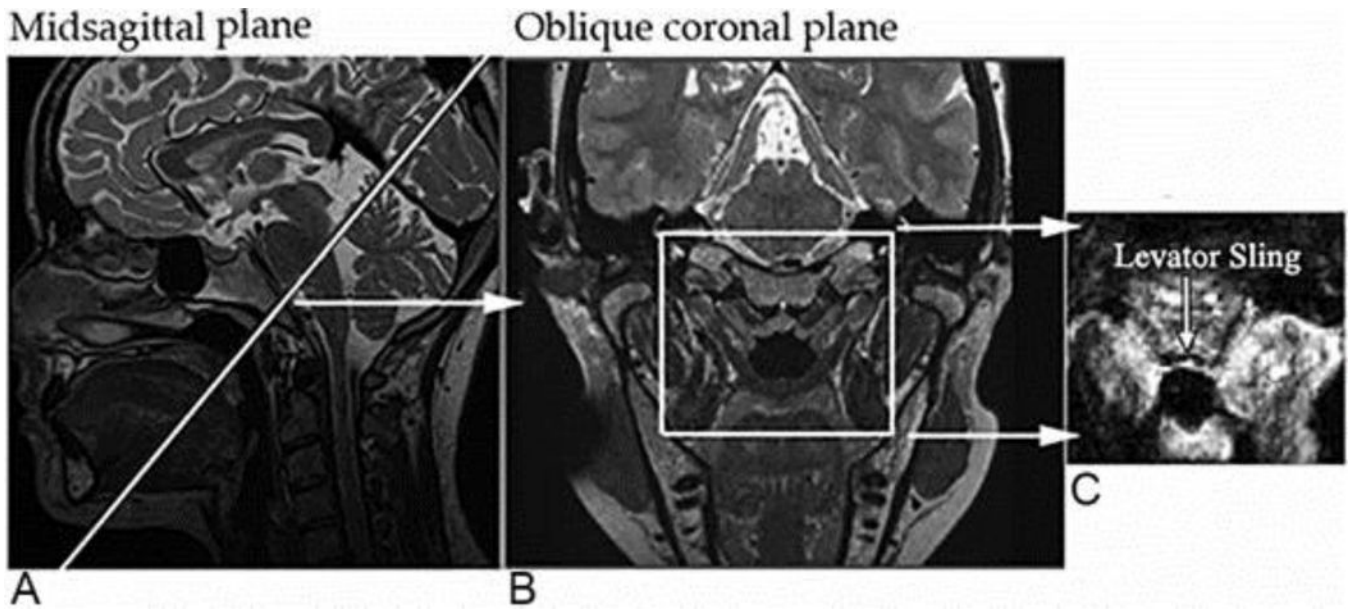 Midsagittal plane
Oblique coronal plane
Levator Sling
A
B
C